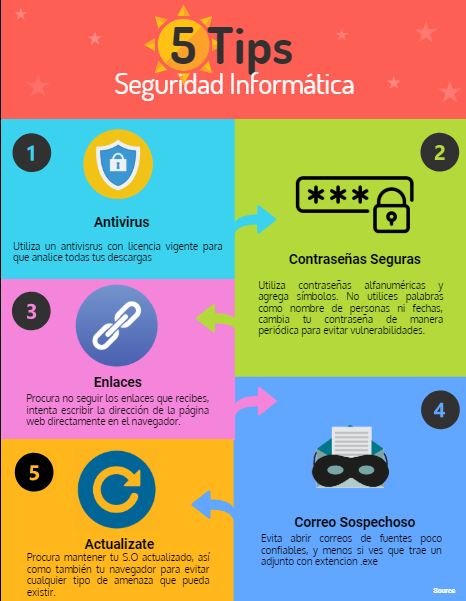 5 Tips
Seguridad Informática
1
Antivirus
Utiliza un antivisrus con licencia vigente para
que analice todas tus descargas
2
***
Contraseñas Seguras
Utiliza contraseñas alfanuméricas y
agrega símbolos. No utilices palabras
como nombre de personas ni fechas,
cambia tu contraseña de manera
periódica para evitar vulnerabilidades.
3
Enlaces
Procura no seguir los enlaces que recibes,
intenta escribir la dirección de la página
web directamente en el navegador.
4
Correo Sospechoso
Evita abrir correos de fuentes poco
confiables, y menos si ves que trae un
adjunto con extencion .exe
5
Actualizate
Procura mantener tu S.O actualizado, así
como también tu navegador para evitar
cualquier tipo de amenaza que pueda
existir.
Source